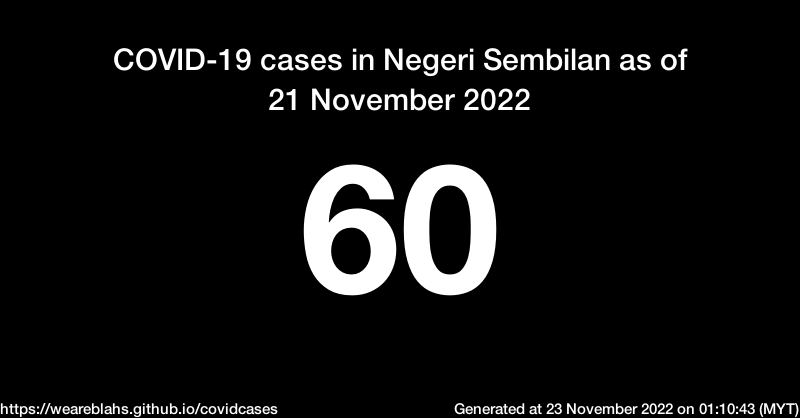 COVID-19 cases in Negeri Sembilan as of
21 November 2022
60
https://weareblahs.github.io/covidcases
Generated at 23 November 2022 on 01:10:43 (MYT)